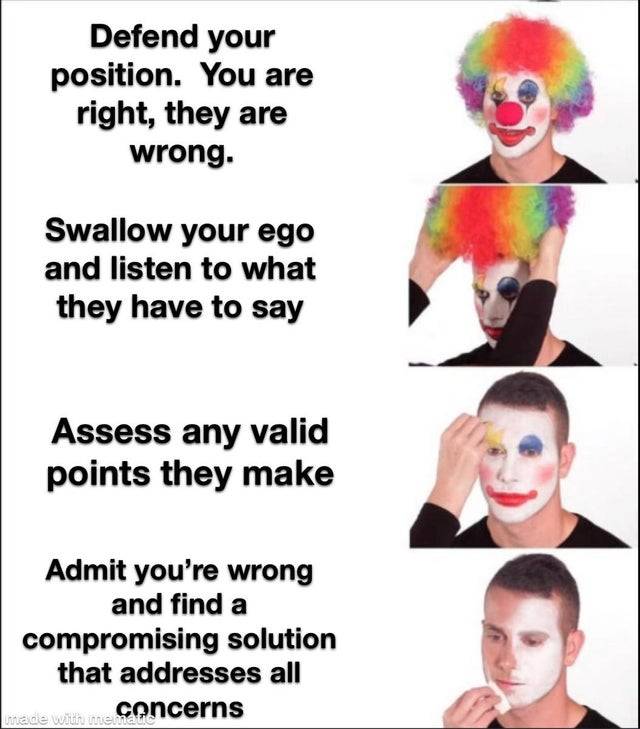 Defend your
position.  You are
right, they are
wrong.
Swallow your ego
and listen to what
they have to say
Assess any valid
points they make
Admit you’re wrong
and find a
compromising solution
that addresses all
concerns
made with mematic